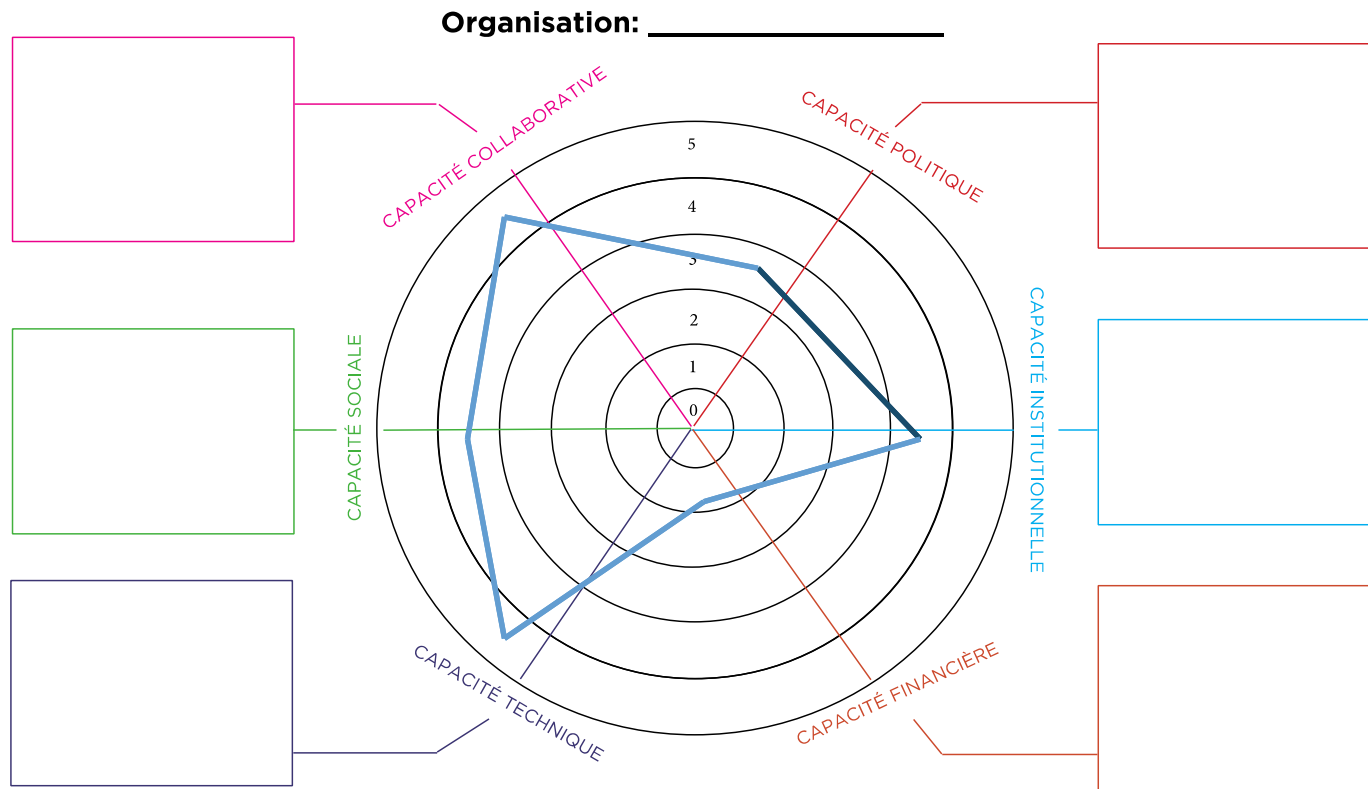 Organisation:
CAPACITÉ COLLABORATIVE
CAPACITÉ POLITIQUE
5
4
3
2
1
0
CAPACITÉ SOCIALE
CAPACITÉ INSTITUTIONNELLE
CAPACITÉ TECHNIQUE
CAPACITÉ FINANCIÈRE